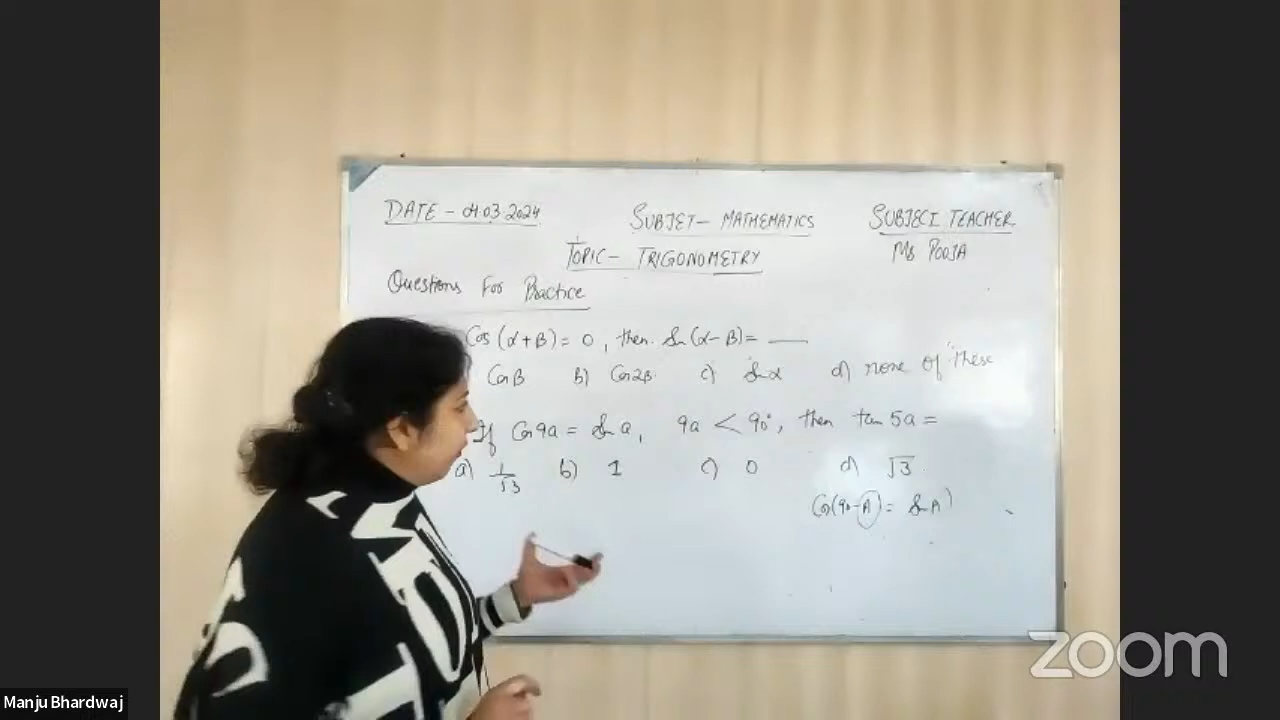 DATE - 04.03.2024 SUBJET- MATHEMATICS SUBJECT TEACHER
TOPIC- TRIGONOMETRY Ms POOJA
Questions For Practice
Cos (α+β) = 0, then Sin (α-β) = ___
Cos β b) Cos 2β c) Sin α d) none of these
If Cos 9a = Sin a, 9a < 90°, then tan 5a =
a) 1/√3 b) 1 c) 0 d) √3
Cos(90-A) = Sin A
zoom
Manju Bhardwaj